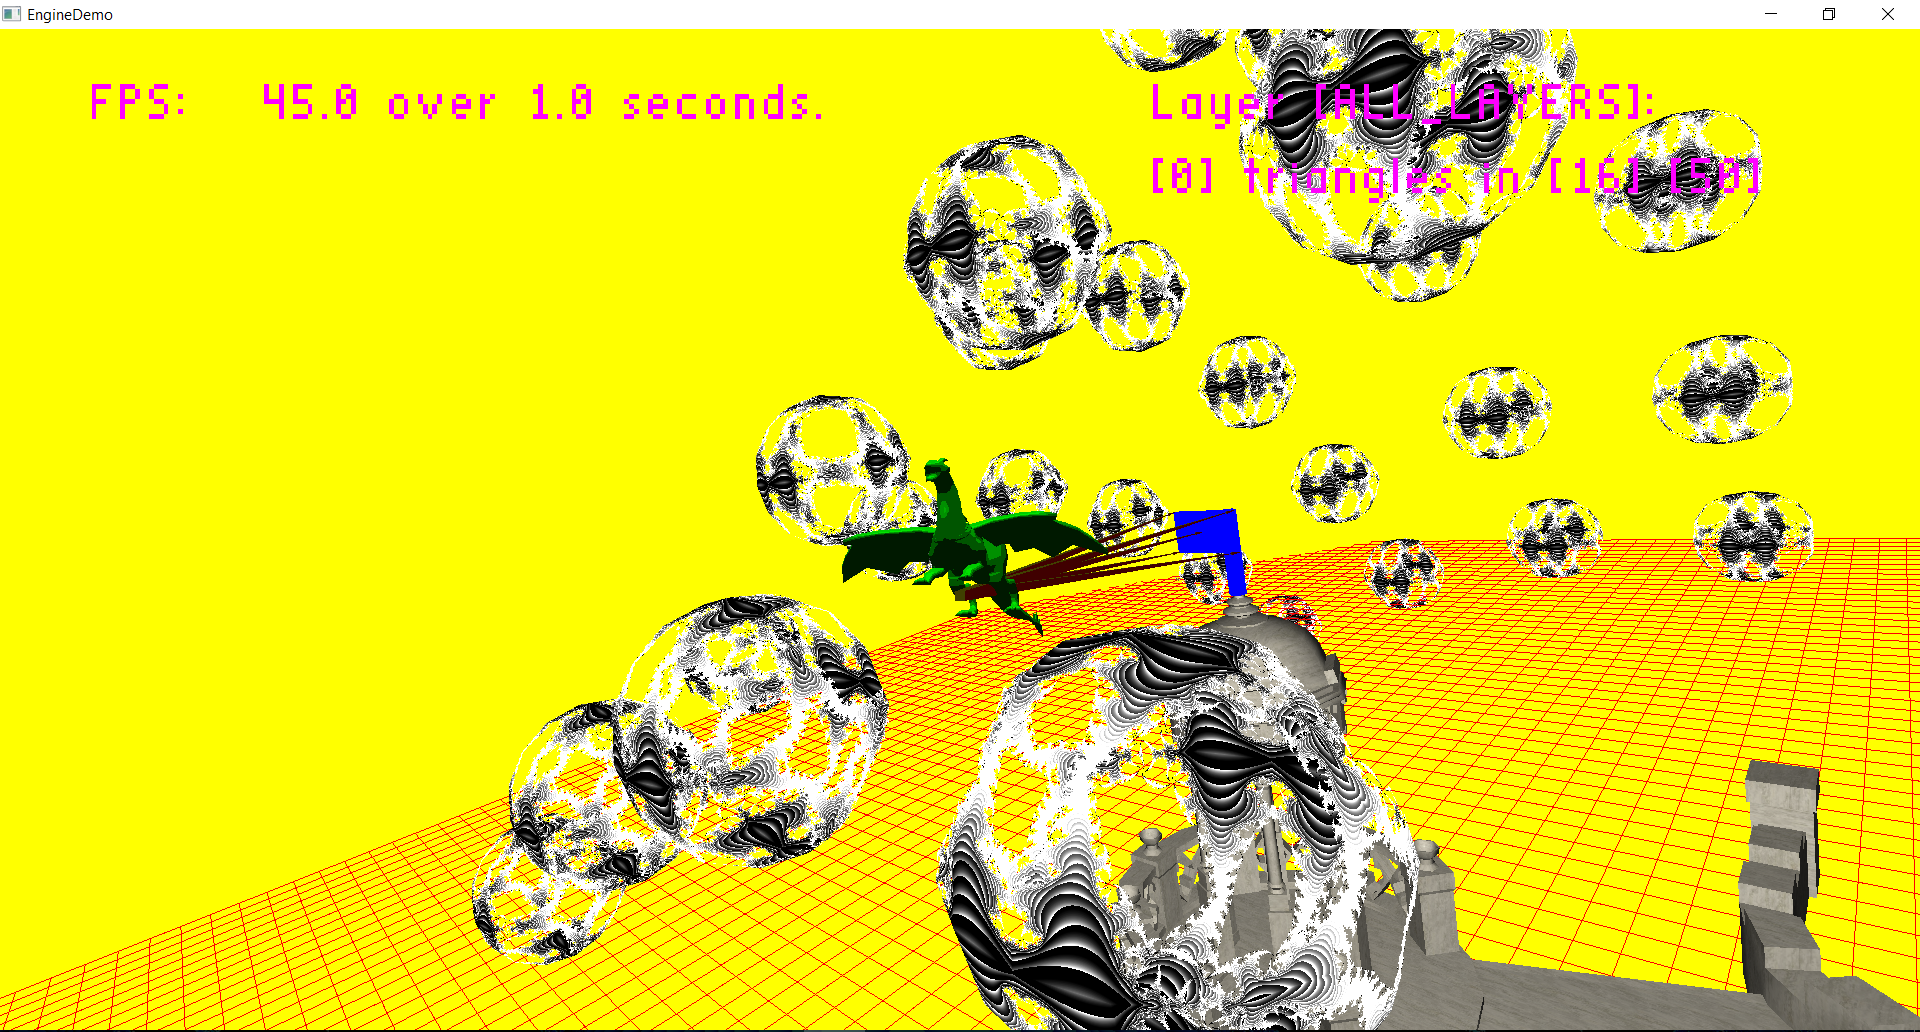 EngineDemo
FPS:   45.0 over 1.0 seconds.
Layer [ALL_LAYERS]:
[0] triangles in [16] [50]